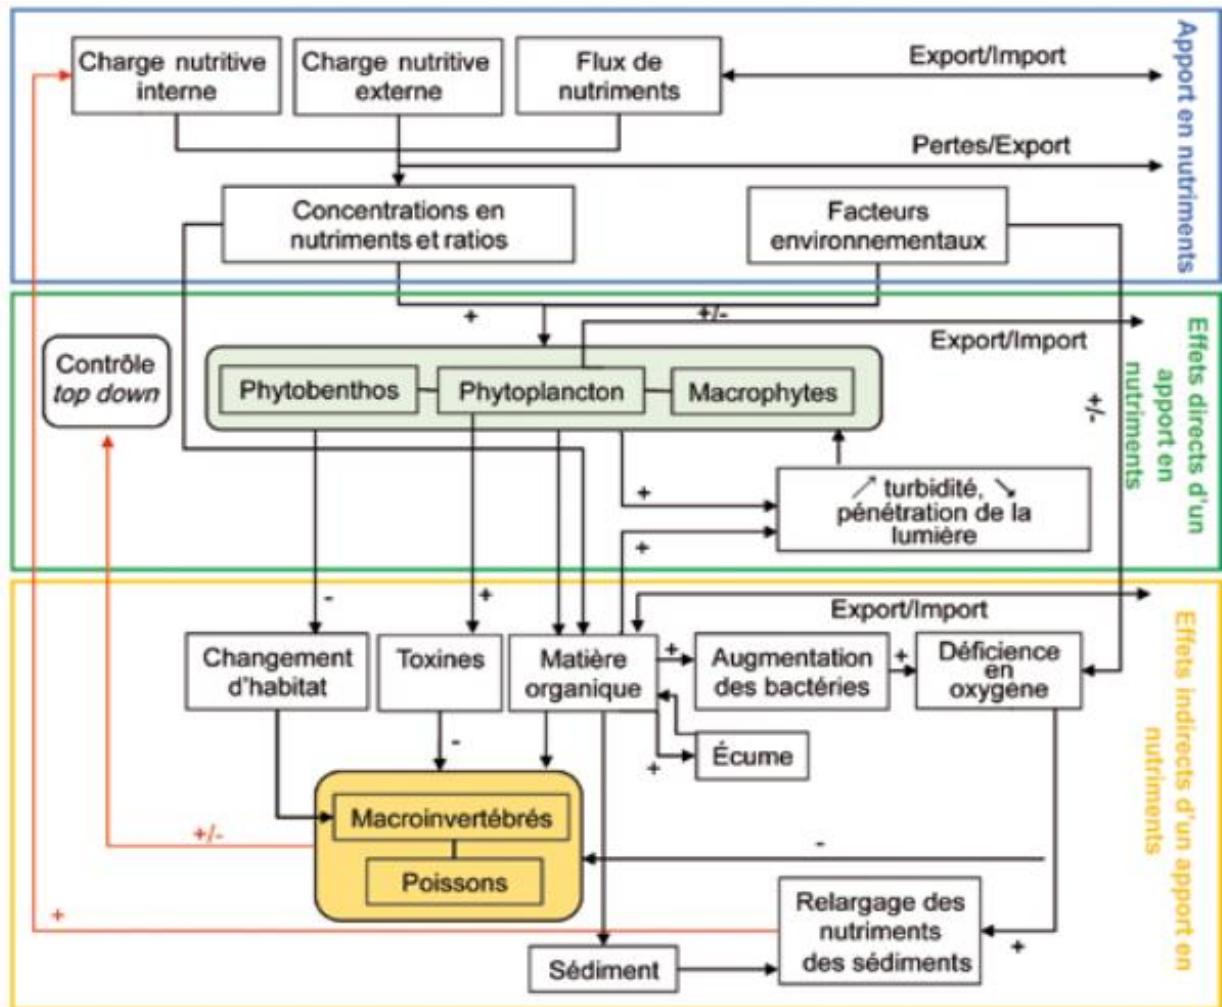 Charge nutritive
interne
Charge nutritive
externe
Flux de
nutriments
Export/Import
Pertes/Export
Concentrations en
nutriments et ratios
Facteurs
environnementaux
Apport en nutriments
+
+/-
Export/Import
Contrôle
top down
Phytobenthos
Phytoplancton
Macrophytes
+/-
+
↗ turbidité, ↘
pénétration de la
lumière
+
Effets directs d'un
apport en
nutriments
-
+
Export/Import
Changement
d'habitat
Toxines
Matière
organique
+
Augmentation
des bactéries
+
Déficience
en
oxygène
-
+
Écume
Macroinvertébrés
Poissons
+/-
-
+
Sédiment
Relargage des
nutriments
des sédiments
+
Effets indirects d'un apport en
nutriments